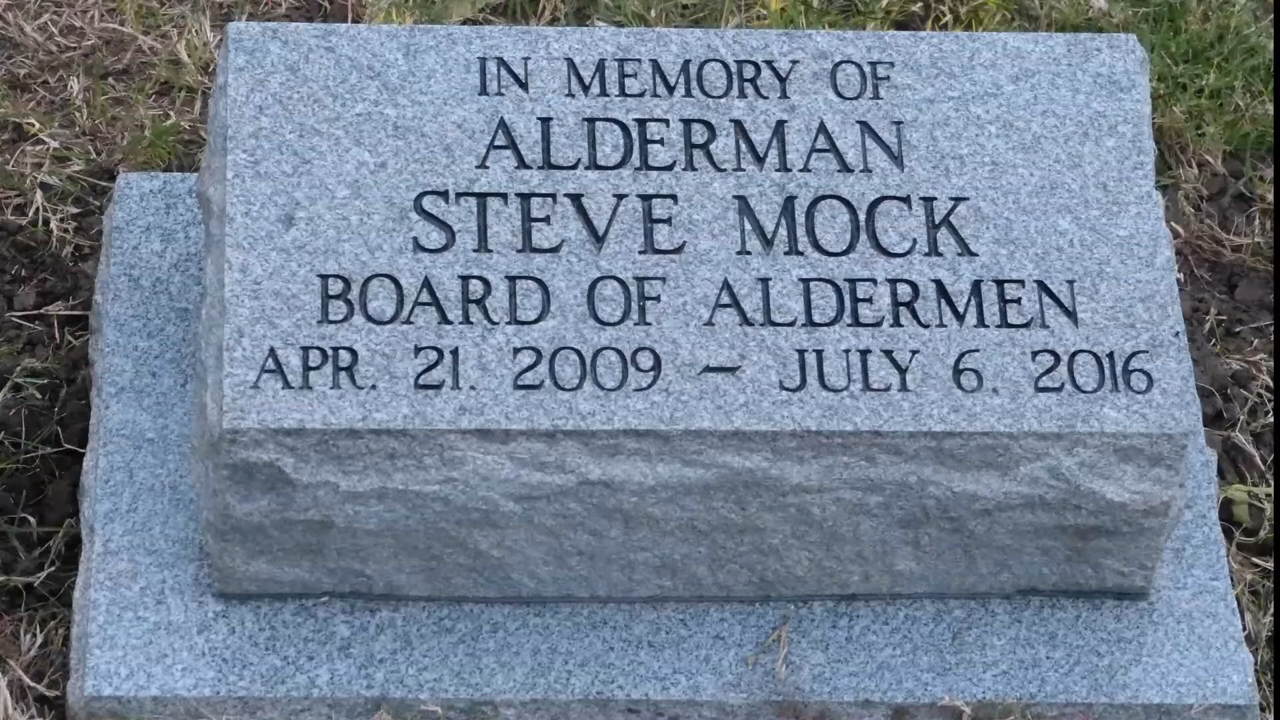 IN MEMORY OF
ALDERMAN
STEVE MOCK
BOARD OF ALDERMEN
APR. 21. 2009 – JULY 6. 2016